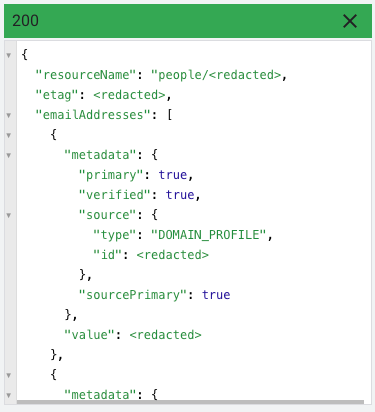 200
{
"resourceName": "people/<redacted>,
"etag": <redacted>,
"emailAddresses": [
{
"metadata": {
"primary": true,
"verified": true,
"source": {
"type": "DOMAIN_PROFILE",
"id": <redacted>
},
"sourcePrimary": true
},
"value": <redacted>
},
{
"metadata": {